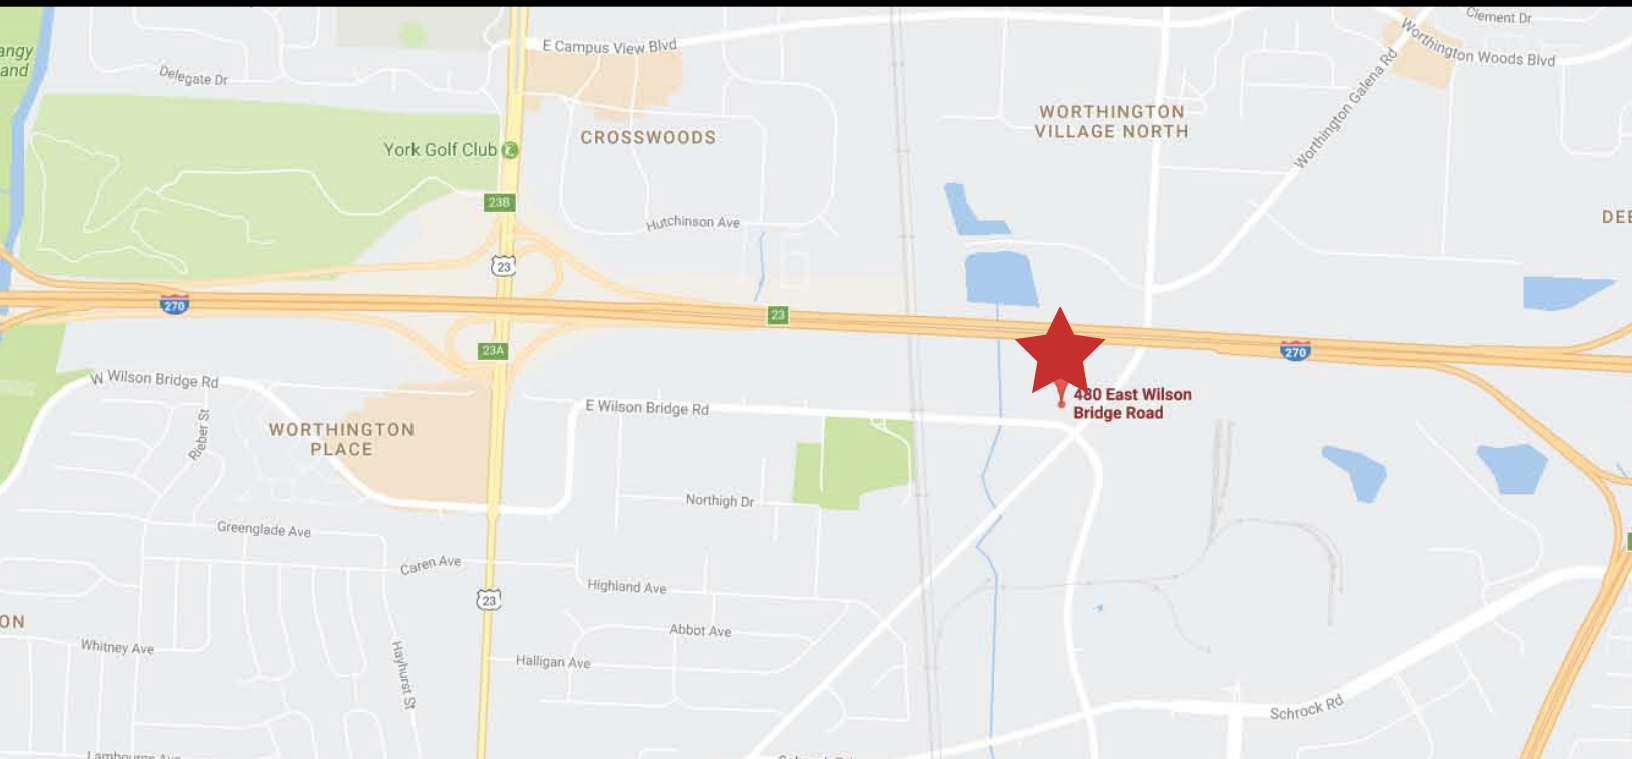 Clement Dr
E Campus View Blvd
Worthington Woods Blvd
angy
and
Delegate Dr
Worthington Galena Rd
WORTHINGTON
VILLAGE NORTH
CROSSWOODS
York Golf Club
23B
DEE
Hutchinson Ave
23
270
23
23A
270
W Wilson Bridge Rd
480 East Wilson
Bridge Road
E Wilson Bridge Rd
Rieber St
WORTHINGTON
PLACE
Northigh Dr
Greenglade Ave
Caren Ave
Highland Ave
23
ON
Abbot Ave
Whitney Ave
Halligan Ave
Hayhurst St
Schrock Rd
Lambourne Ave